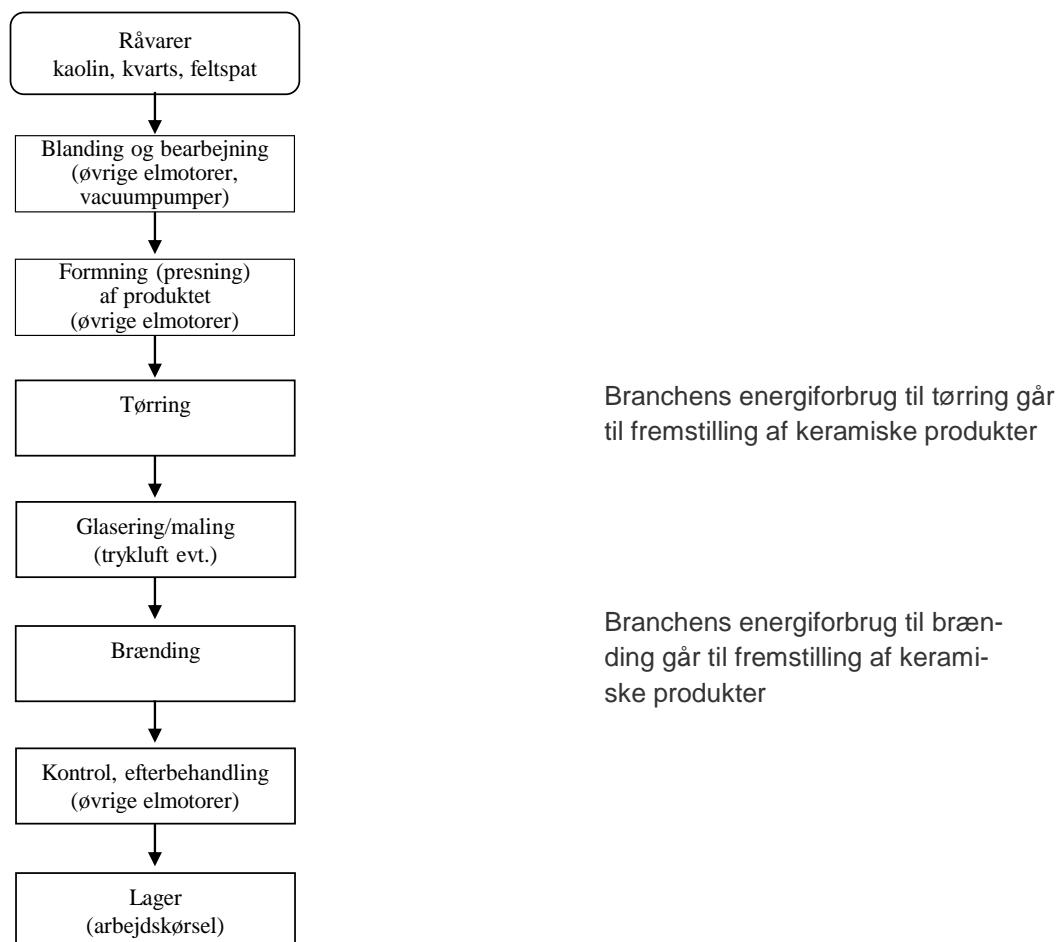 Råvarer
kaolin, kvarts, feltspat
Blanding og bearbejning
(øvrige elmotorer,
vacuumpumper)
Formning (presning)
af produktet
(øvrige elmotorer)
Tørring
Branchens energiforbrug til tørring går
til fremstilling af keramiske produkter
Glasering/maling
(trykluft evt.)
Brænding
Branchens energiforbrug til bræn-
ding går til fremstilling af kerami-
ske produkter
Kontrol, efterbehandling
(øvrige elmotorer)
Lager
(arbejdskørsel)